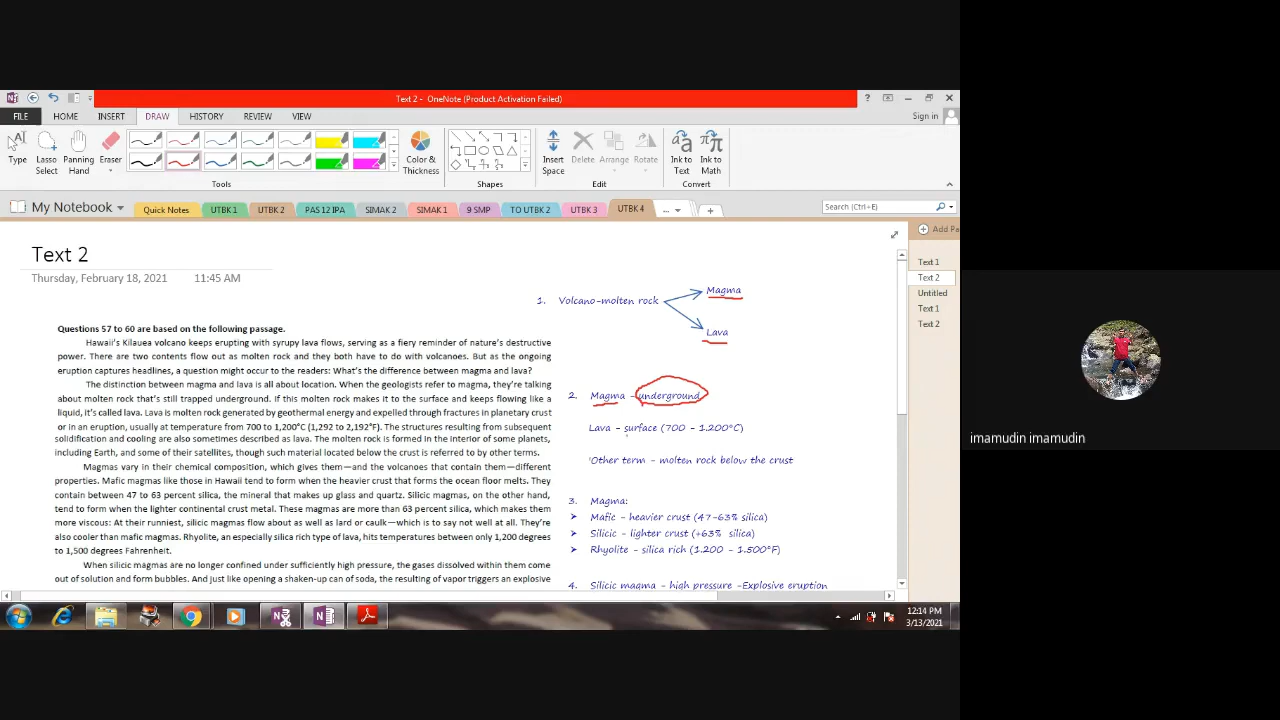 Text 2 - OneNote (Product Activation Failed)
FILE HOME INSERT DRAW HISTORY REVIEW VIEW Sign in
Type Lasso Select Panning Hand Eraser Color & Thickness Insert Space Delete Arrange Rotate Ink to Text Ink to Math
Tools Shapes Edit Convert
My Notebook Quick Notes UTBK 1 UTBK 2 PAS 12 IPA SIMAK 2 SIMAK 1 9 SMP TO UTBK 2 UTBK 3 UTBK 4 ... Search (Ctrl+E)
Add Pa
Text 1
Text 2
Untitled
Text 1
Text 2
Text 2
Thursday, February 18, 2021 11:45 AM
Questions 57 to 60 are based on the following passage.
Hawaii's Kilauea volcano keeps erupting with syrupy lava flows, serving as a fiery reminder of nature's destructive
power. There are two contents flow out as molten rock and they both have to do with volcanoes. But as the ongoing
eruption captures headlines, a question might occur to the readers: What's the difference between magma and lava?
The distinction between magma and lava is all about location. When the geologists refer to magma, they're talking
about molten rock that's still trapped underground. If this molten rock makes it to the surface and keeps flowing like a
liquid, it's called lava. Lava is molten rock generated by geothermal energy and expelled through fractures in planetary crust
or in an eruption, usually at temperature from 700 to 1,200°C (1,292 to 2,192°F). The structures resulting from subsequent
solidification and cooling are also sometimes described as lava. The molten rock is formed in the interior of some planets,
including Earth, and some of their satellites, though such material located below the crust is referred to by other terms.
Magmas vary in their chemical composition, which gives them—and the volcanoes that contain them—different
properties. Mafic magmas like those in Hawaii tend to form when the heavier crust that forms the ocean floor melts. They
contain between 47 to 63 percent silica, the mineral that makes up glass and quartz. Silicic magmas, on the other hand,
tend to form when the lighter continental crust metal. These magmas are more than 63 percent silica, which makes them
more viscous: At their runniest, silicic magmas flow about as well as lard or caulk—which is to say not well at all. They're
also cooler than mafic magmas. Rhyolite, an especially silica rich type of lava, hits temperatures between only 1,200 degrees
to 1,500 degrees Fahrenheit.
When silicic magmas are no longer confined under sufficiently high pressure, the gases dissolved within them come
out of solution and form bubbles. And just like opening a shaken-up can of soda, the resulting of vapor triggers an explosive
1. Volcano-molten rock
Magma
Lava
2. Magma - underground
Lava - surface (700 - 1.200°C)
'Other term - molten rock below the crust
3. Magma:
Mafic - heavier crust (47-63% silica)
Silicic - lighter crust (+63% silica)
Rhyolite - silica rich (1.200 - 1.500°F)
4. Silicic magma - high pressure -Explosive eruption
imamudin imamudin
12:14 PM
3/13/2021